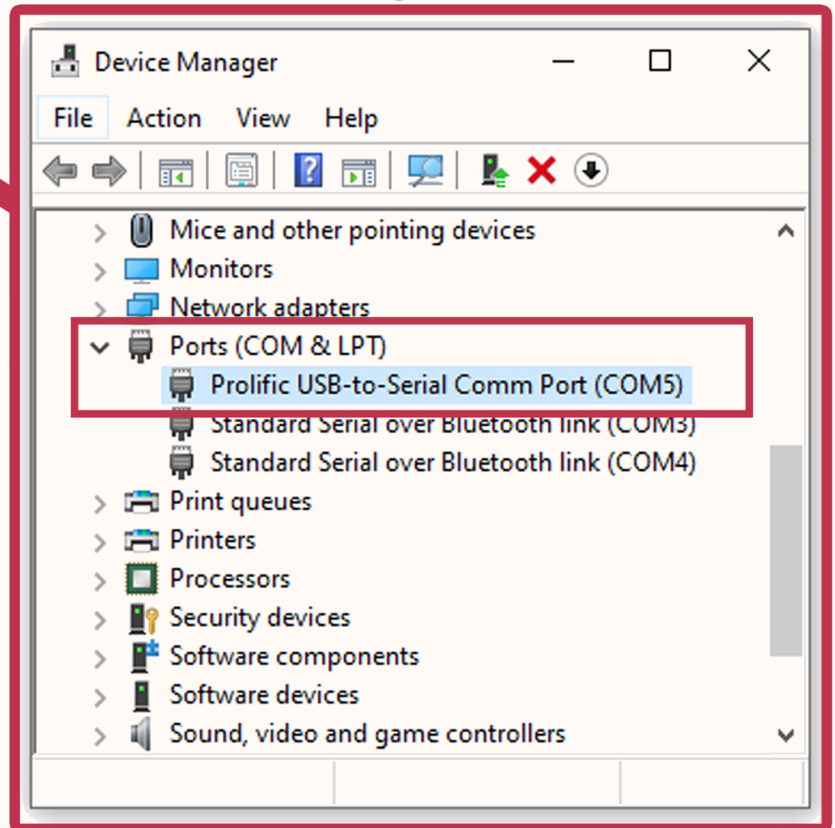 Device Manager
File Action View Help
Mice and other pointing devices
Monitors
Network adapters
Ports (COM & LPT)
Prolific USB-to-Serial Comm Port (COM5)
Standard Serial over Bluetooth link (COM3)
Standard Serial over Bluetooth link (COM4)
Print queues
Printers
Processors
Security devices
Software components
Software devices
Sound, video and game controllers